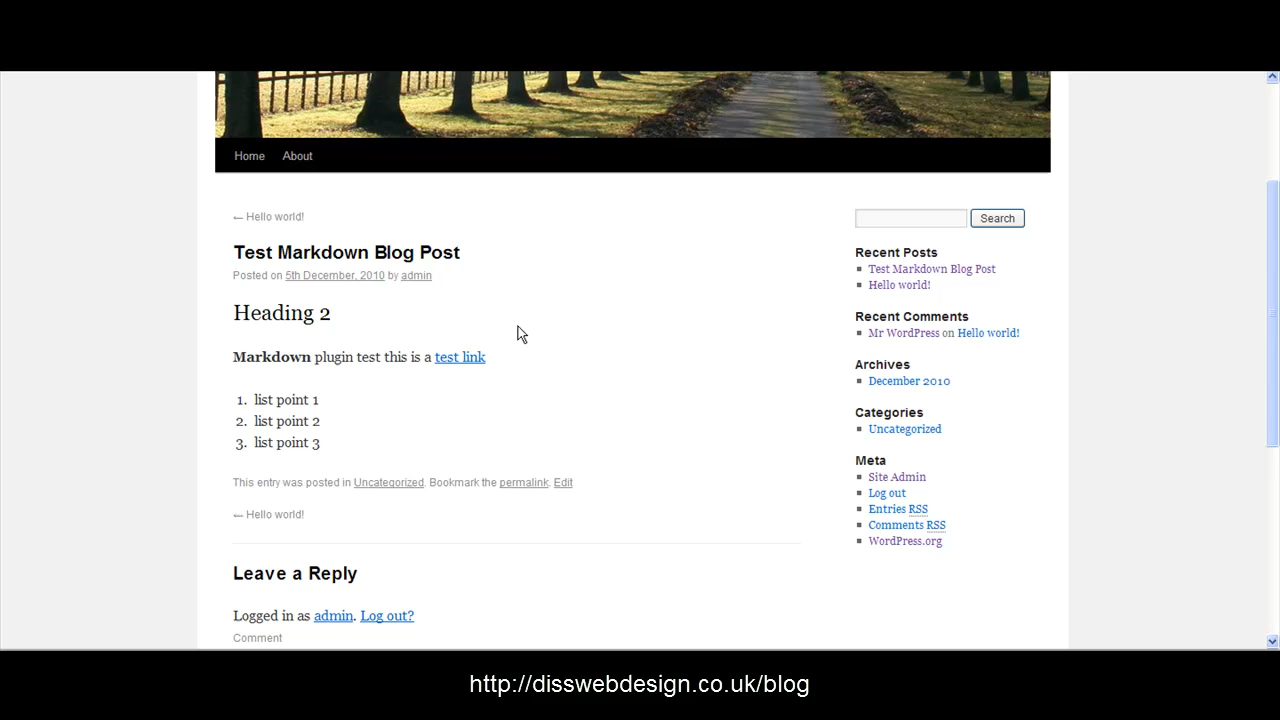 Home About
← Hello world!
Test Markdown Blog Post
Posted on 5th December, 2010 by admin
Heading 2
Markdown plugin test this is a test link
1. list point 1
2. list point 2
3. list point 3
This entry was posted in Uncategorized. Bookmark the permalink. Edit
← Hello world!
Leave a Reply
Logged in as admin. Log out?
Comment
Search
Recent Posts
Test Markdown Blog Post
Hello world!
Recent Comments
Mr WordPress on Hello world!
Archives
December 2010
Categories
Uncategorized
Meta
Site Admin
Log out
Entries RSS
Comments RSS
WordPress.org
http://disswebdesign.co.uk/blog